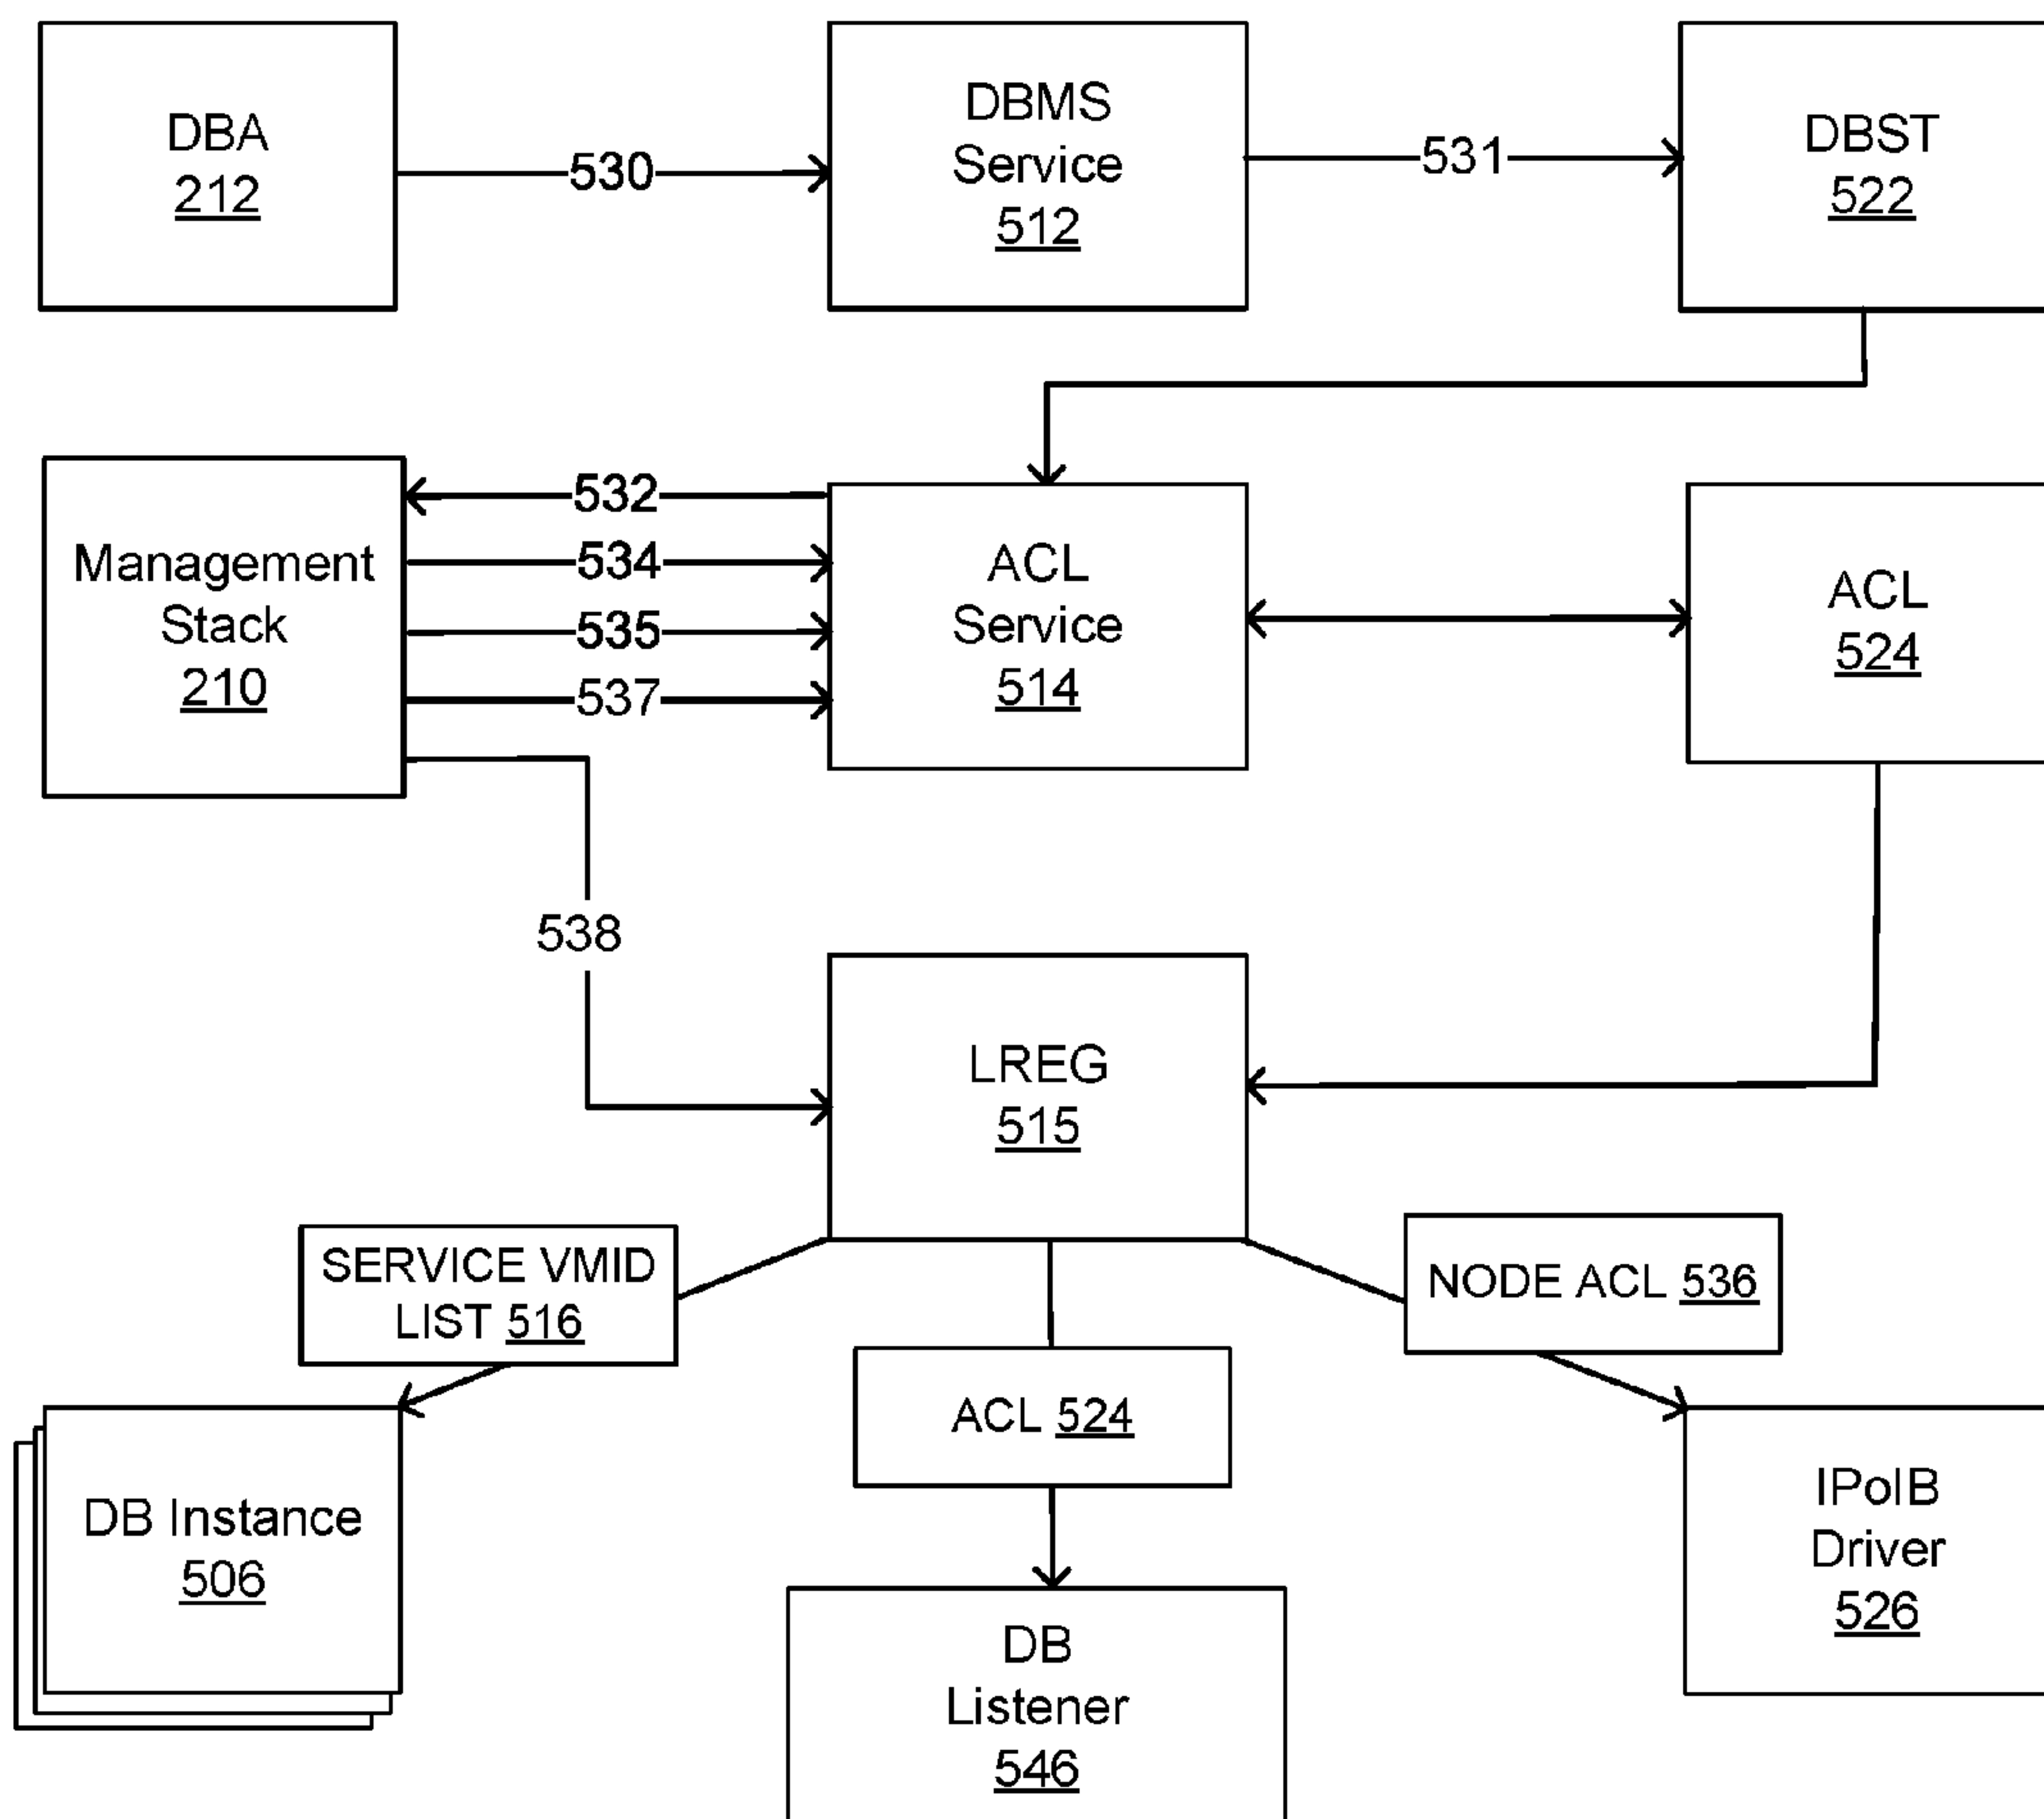 DBA
212
530
DBMS
Service
512
531
DBST
522
Management
Stack
210
532
534
535
537
ACL
Service
514
ACL
524
538
LREG
515
SERVICE VMID
LIST 516
ACL 524
NODE ACL 536
DB Instance
506
DB
Listener
546
IPoIB
Driver
526